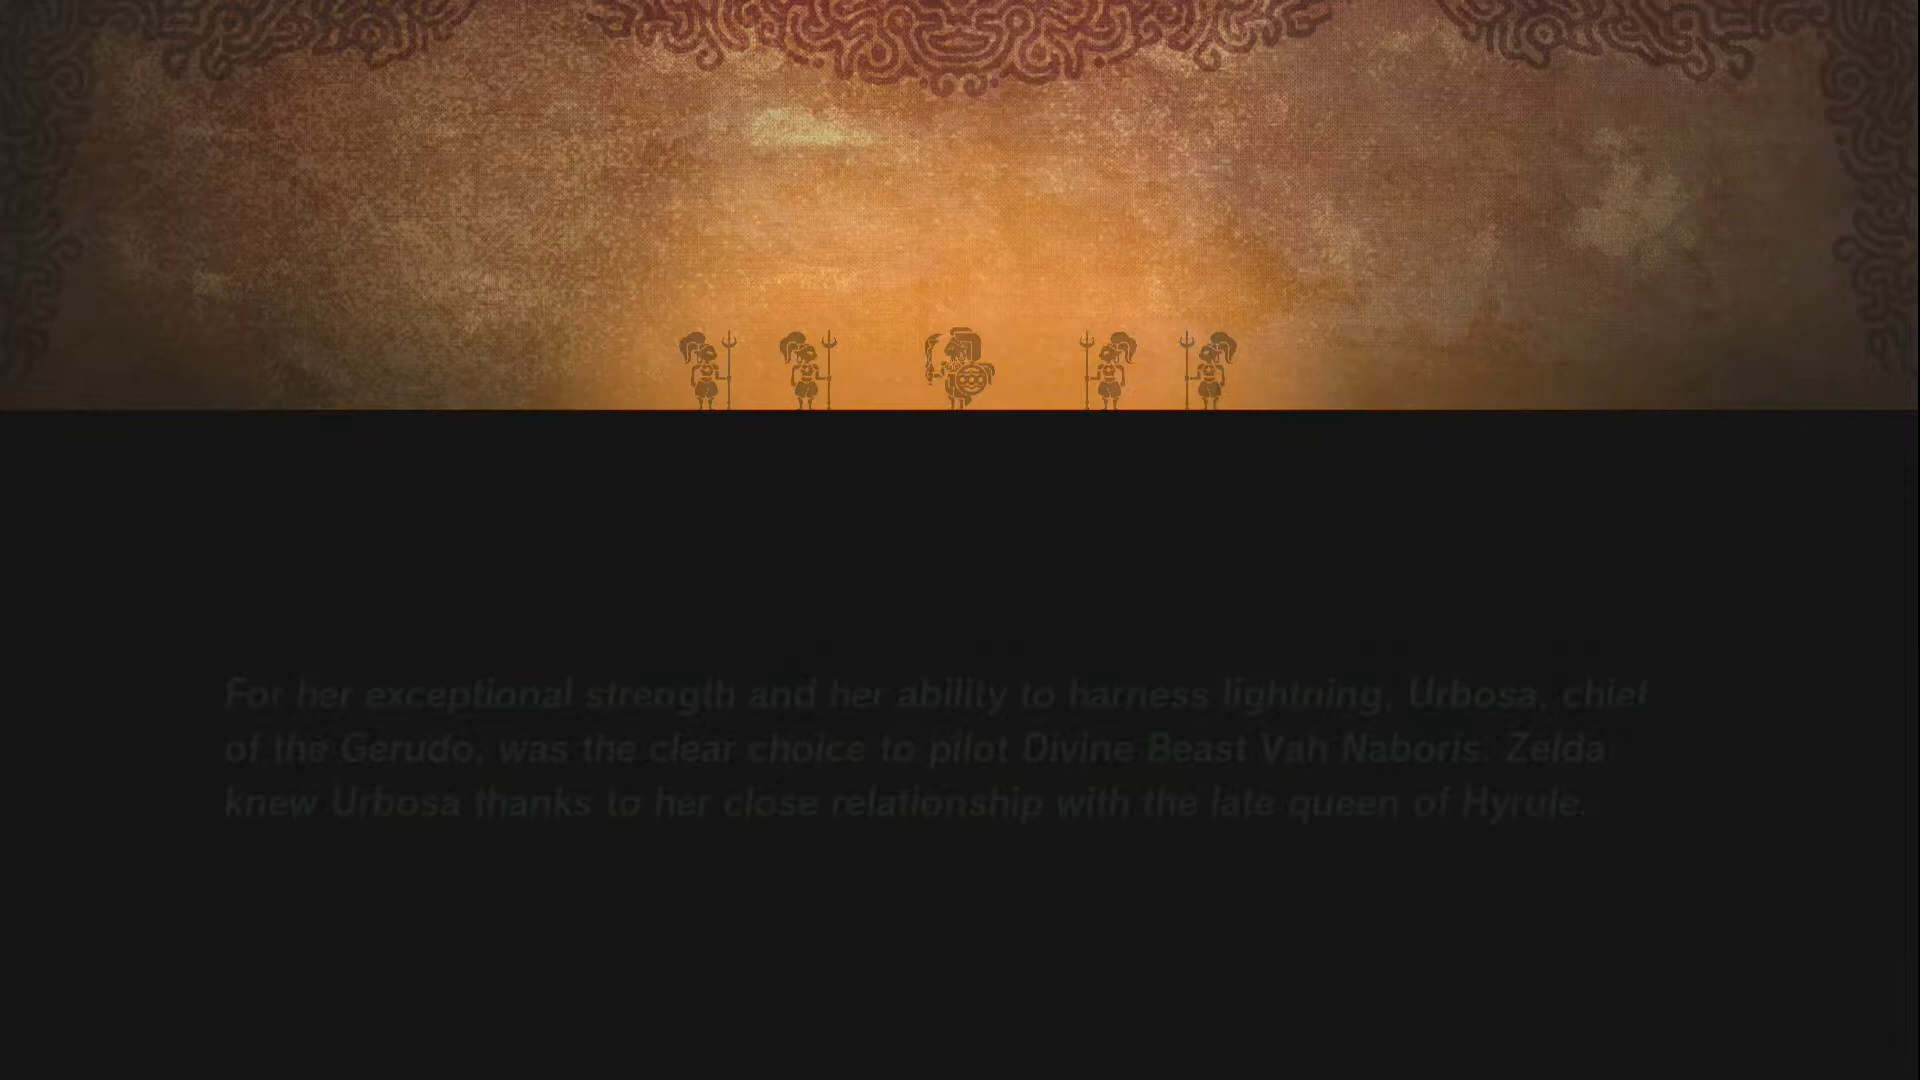 For her exceptional strength and her ability to harness lightning, Urbosa, chief
of the Gerudo, was the clear choice to pilot Divine Beast Vah Naboris. Zelda
knew Urbosa thanks to her close relationship with the late queen of Hyrule.